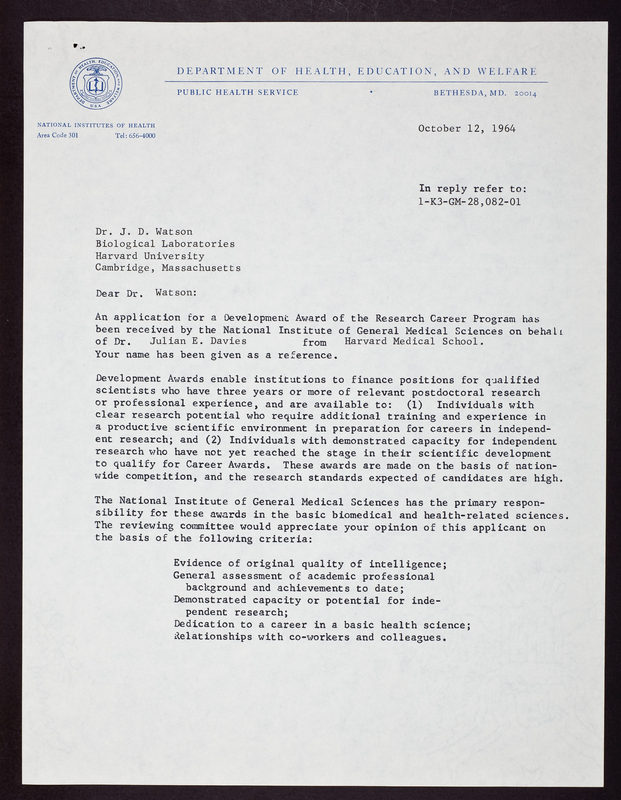 DEPARTMENT OF HEALTH, EDUCATION, AND WELFARE
PUBLIC HEALTH SERVICE BETHESDA, MD. 20014
NATIONAL INSTITUTES OF HEALTH
Area Code 301 Tel: 656-4000
October 12, 1964
In reply refer to:
1-K3-GM-28,082-01
Dr. J. D. Watson
Biological Laboratories
Harvard University
Cambridge, Massachusetts
Dear Dr. Watson:
An application for a Development Award of the Research Career Program has
been received by the National Institute of General Medical Sciences on behalf
of Dr. Julian E. Davies from Harvard Medical School.
Your name has been given as a reference.
Development Awards enable institutions to finance positions for qualified
scientists who have three years or more of relevant postdoctoral research
or professional experience, and are available to: (1) Individuals with
clear research potential who require additional training and experience in
a productive scientific environment in preparation for careers in independ-
ent research; and (2) Individuals with demonstrated capacity for independent
research who have not yet reached the stage in their scientific development
to qualify for Career Awards. These awards are made on the basis of nation-
wide competition, and the research standards expected of candidates are high.
The National Institute of General Medical Sciences has the primary respon-
sibility for these awards in the basic biomedical and health-related sciences.
The reviewing committee would appreciate your opinion of this applicant on
the basis of the following criteria:
Evidence of original quality of intelligence;
General assessment of academic professional
background and achievements to date;
Demonstrated capacity or potential for inde-
pendent research;
Dedication to a career in a basic health science;
Relationships with co-workers and colleagues.